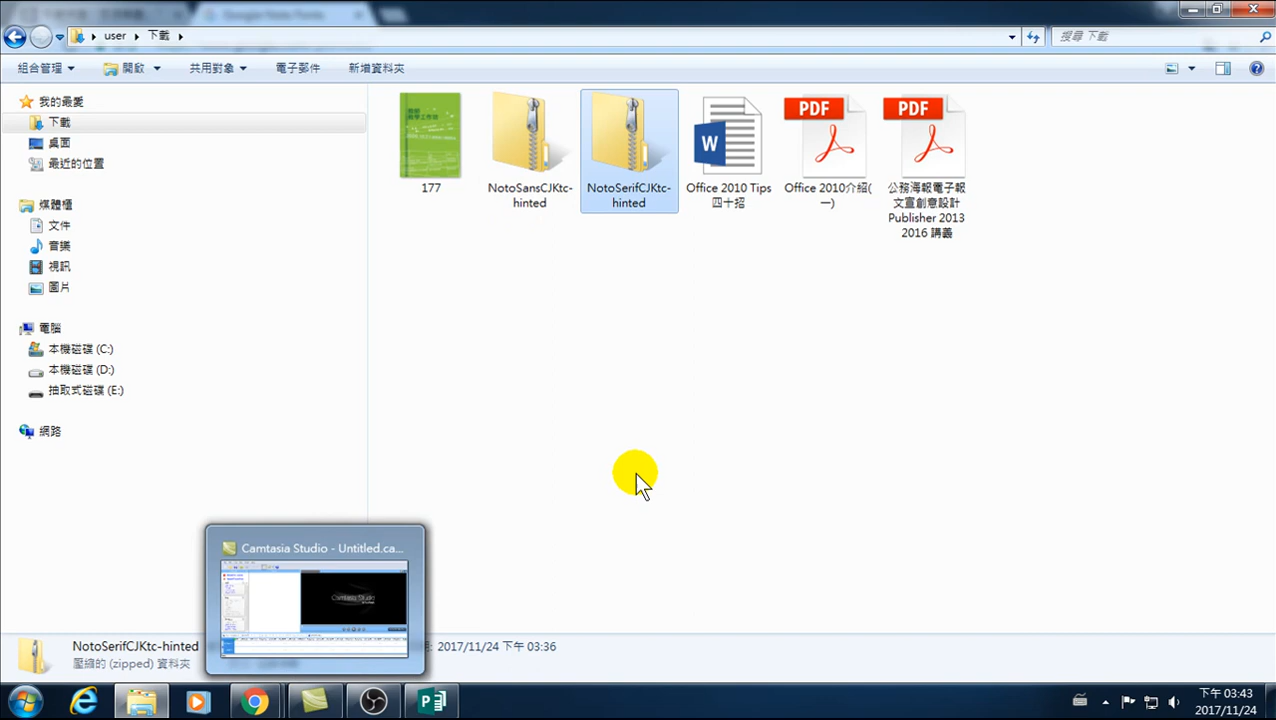 user
下載
搜尋 下載
組合管理
開啟
共用對象
電子郵件
新增資料夾
我的最愛
下載
桌面
最近的位置
媒體櫃
文件
音樂
視訊
圖片
電腦
本機磁碟 (C:)
本機磁碟 (D:)
抽取式磁碟 (E:)
網路
177
NotoSansCJKtc-
hinted
NotoSerifCJKtc-
hinted
Office 2010 Tips
四十招
Office 2010介紹(
一)
公務海報電子報
文宣創意設計
Publisher 2013
2016 講義
PDF
PDF
W
Camtasia Studio - Untitled.ca...
NotoSerifCJKtc-hinted
2017/11/24 下午 03:36
壓縮的 (zipped) 資料夾
下午 03:43
2017/11/24